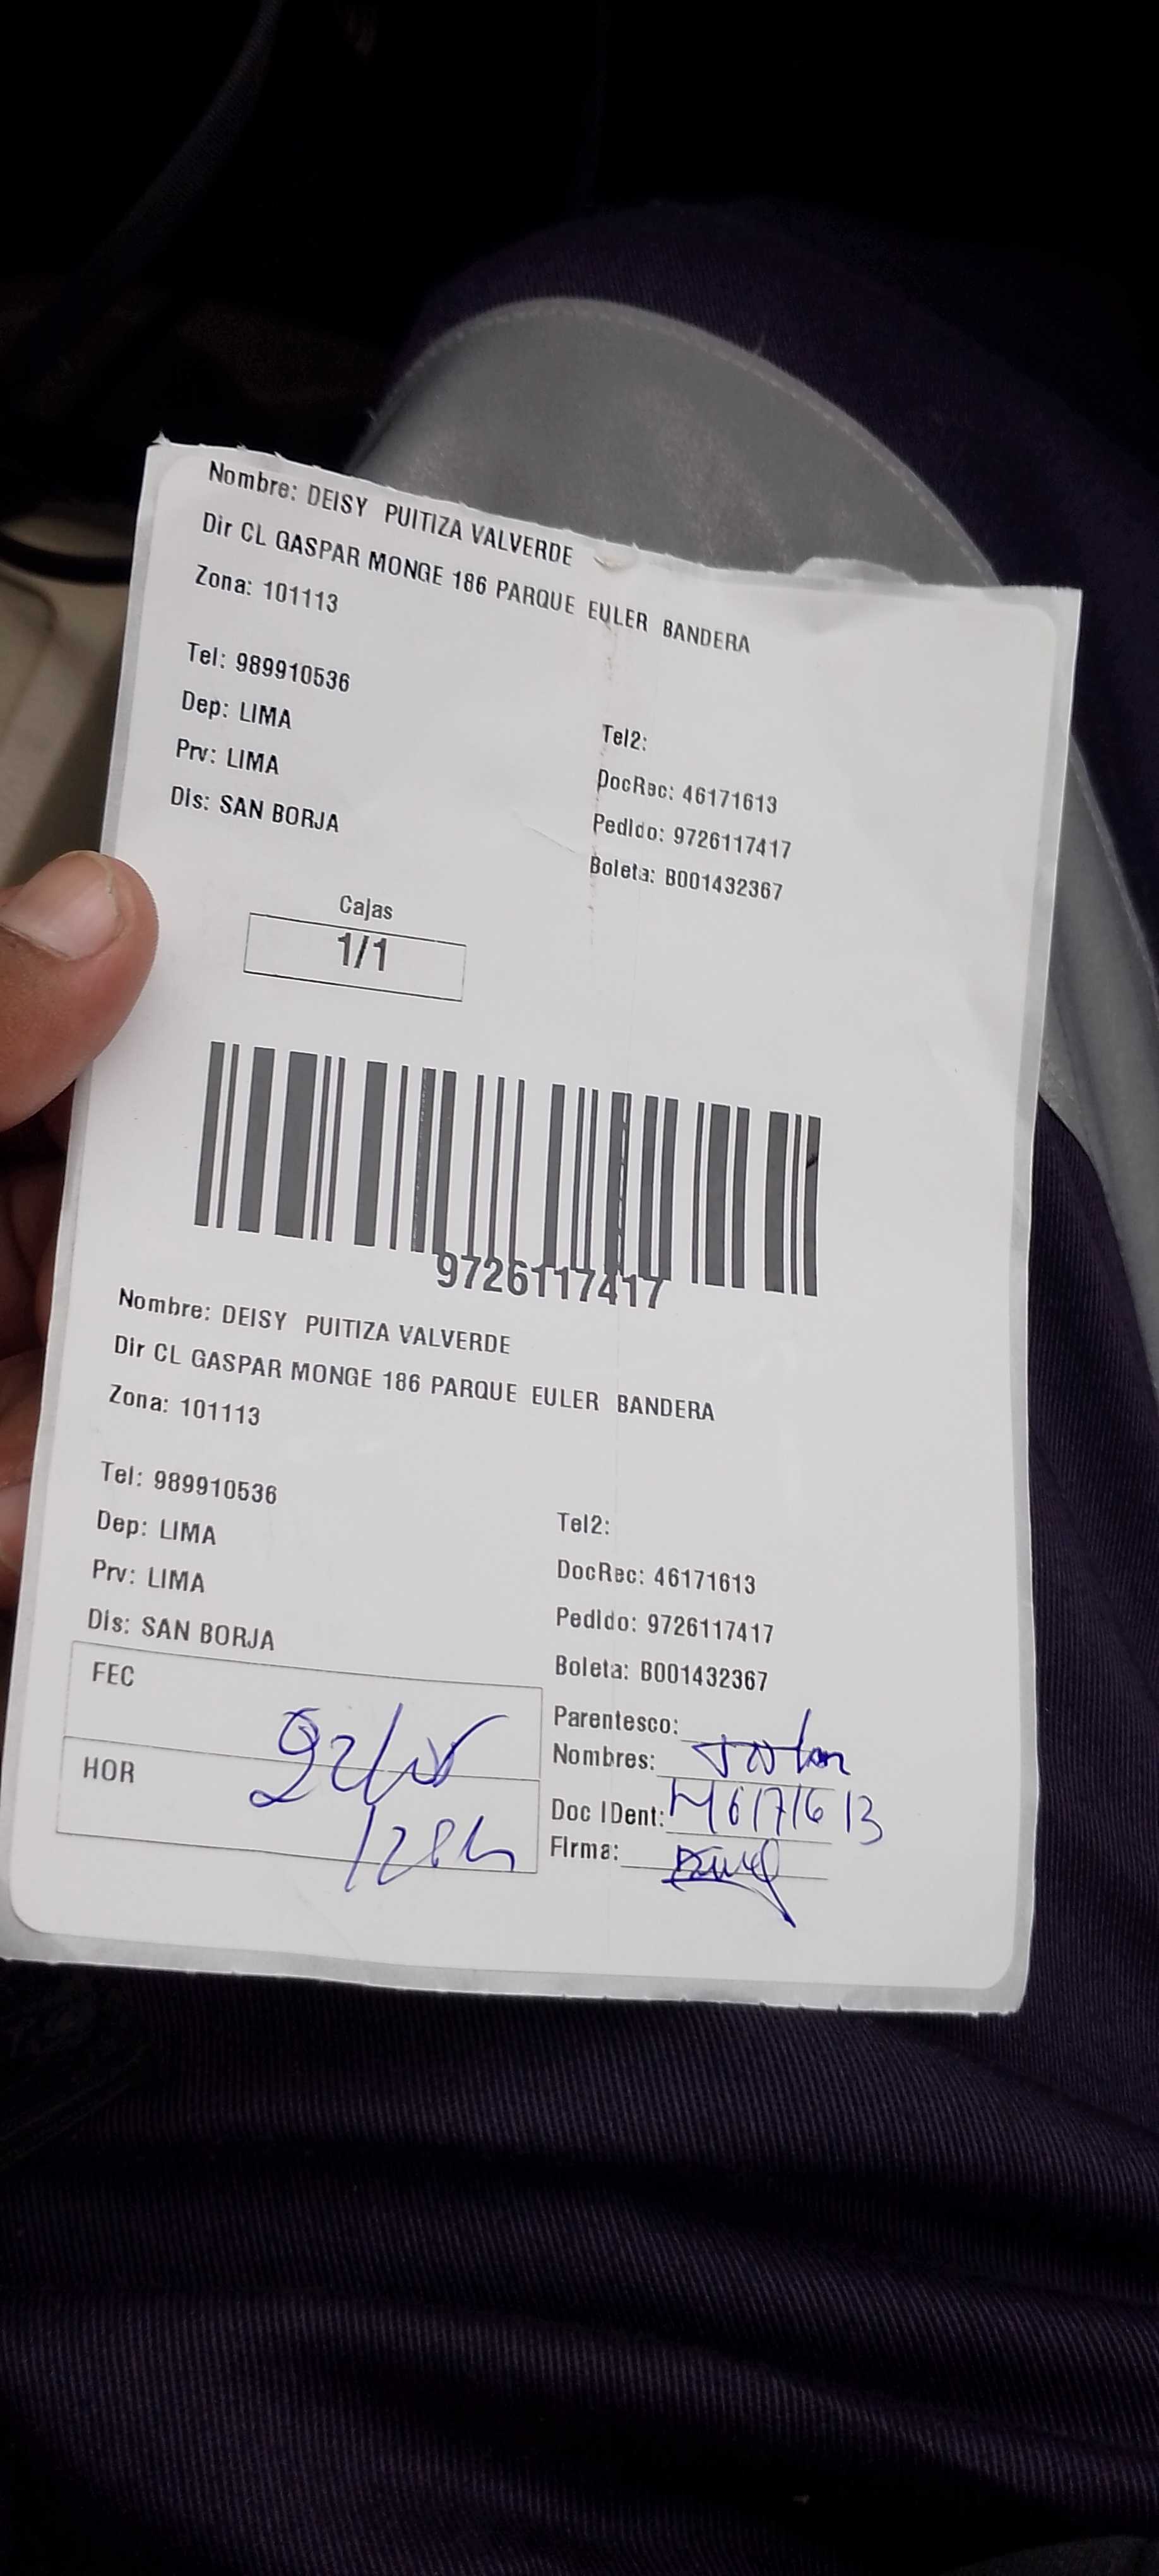 Nombre: DEISY PUITIZA VALVERDE
Dir CL GASPAR MONGE 186 PARQUE EULER BANDERA
Zona: 101113
Tel: 989910536
Dep: LIMA
Prv: LIMA
Dis: SAN BORJA
Tel2:
DocRec: 46171613
Pedido: 9726117417
Boleta: B001432367
Cajas
1/1
9726117417
Nombre: DEISY PUITIZA VALVERDE
Dir CL GASPAR MONGE 186 PARQUE EULER BANDERA
Zona: 101113
Tel: 989910536
Dep: LIMA
Prv: LIMA
Dis: SAN BORJA
Tel2:
DocRec: 46171613
Pedido: 9726117417
Boleta: B001432367
FEC
HOR
Parentesco:
Nombres:
Doc IDent: 46171613
Firma: